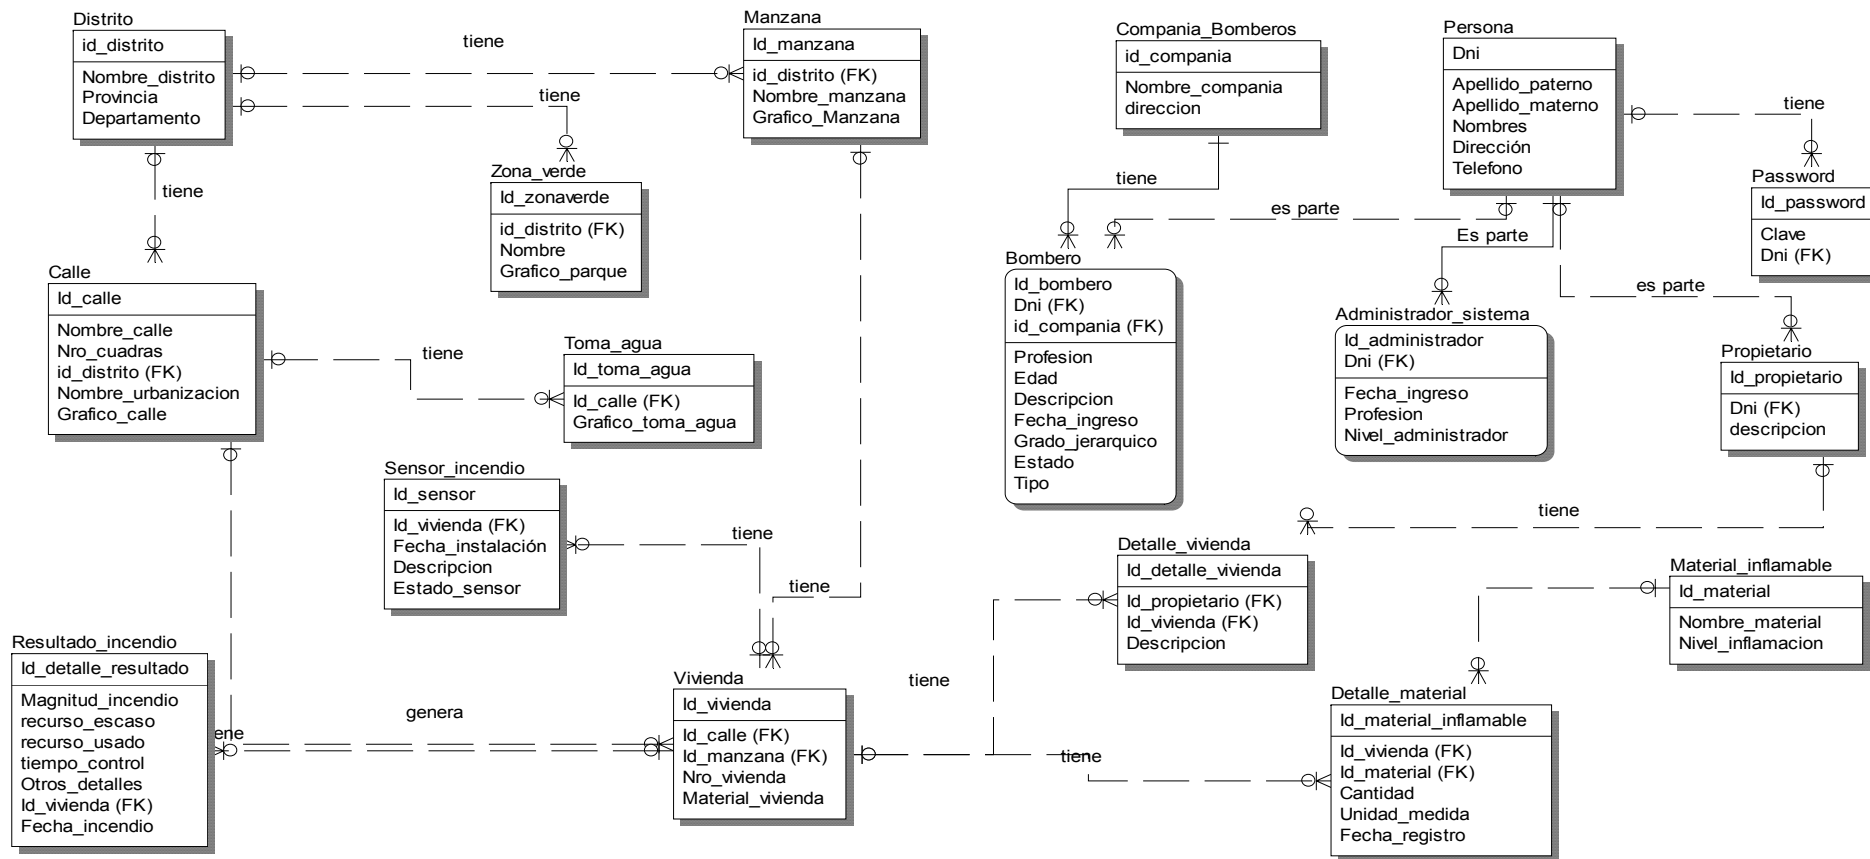 Distrito
id_distrito
Nombre_distrito
Provincia
Departamento
tiene
tiene
tiene
Manzana
Id_manzana
id_distrito (FK)
Nombre_manzana
Grafico_Manzana
Zona_verde
Id_zonaverde
id_distrito (FK)
Nombre
Grafico_parque
Calle
Id_calle
Nombre_calle
Nro_cuadras
id_distrito (FK)
Nombre_urbanizacion
Grafico_calle
tiene
Toma_agua
Id_toma_agua
Id_calle (FK)
Grafico_toma_agua
Sensor_incendio
Id_sensor
Id_vivienda (FK)
Fecha_instalación
Descripcion
Estado_sensor
tiene
tiene
Resultado_incendio
Id_detalle_resultado
Magnitud_incendio
recurso_escaso
recurso_usado
tiempo_control
Otros_detalles
Id_vivienda (FK)
Fecha_incendio
ene
genera
Vivienda
Id_vivienda
Id_calle (FK)
Id_manzana (FK)
Nro_vivienda
Material_vivienda
tiene
tiene
Compania_Bomberos
id_compania
Nombre_compania
direccion
tiene
Persona
Dni
Apellido_paterno
Apellido_materno
Nombres
Dirección
Telefono
tiene
Password
Id_password
Clave
Dni (FK)
es parte
Es parte
es parte
Bombero
Id_bombero
Dni (FK)
id_compania (FK)
Profesion
Edad
Descripcion
Fecha_ingreso
Grado_jerarquico
Estado
Tipo
Administrador_sistema
Id_administrador
Dni (FK)
Fecha_ingreso
Profesion
Nivel_administrador
Propietario
Id_propietario
Dni (FK)
descripcion
tiene
Detalle_vivienda
Id_detalle_vivienda
Id_propietario (FK)
Id_vivienda (FK)
Descripcion
Material_inflamable
Id_material
Nombre_material
Nivel_inflamacion
Detalle_material
Id_material_inflamable
Id_vivienda (FK)
Id_material (FK)
Cantidad
Unidad_medida
Fecha_registro